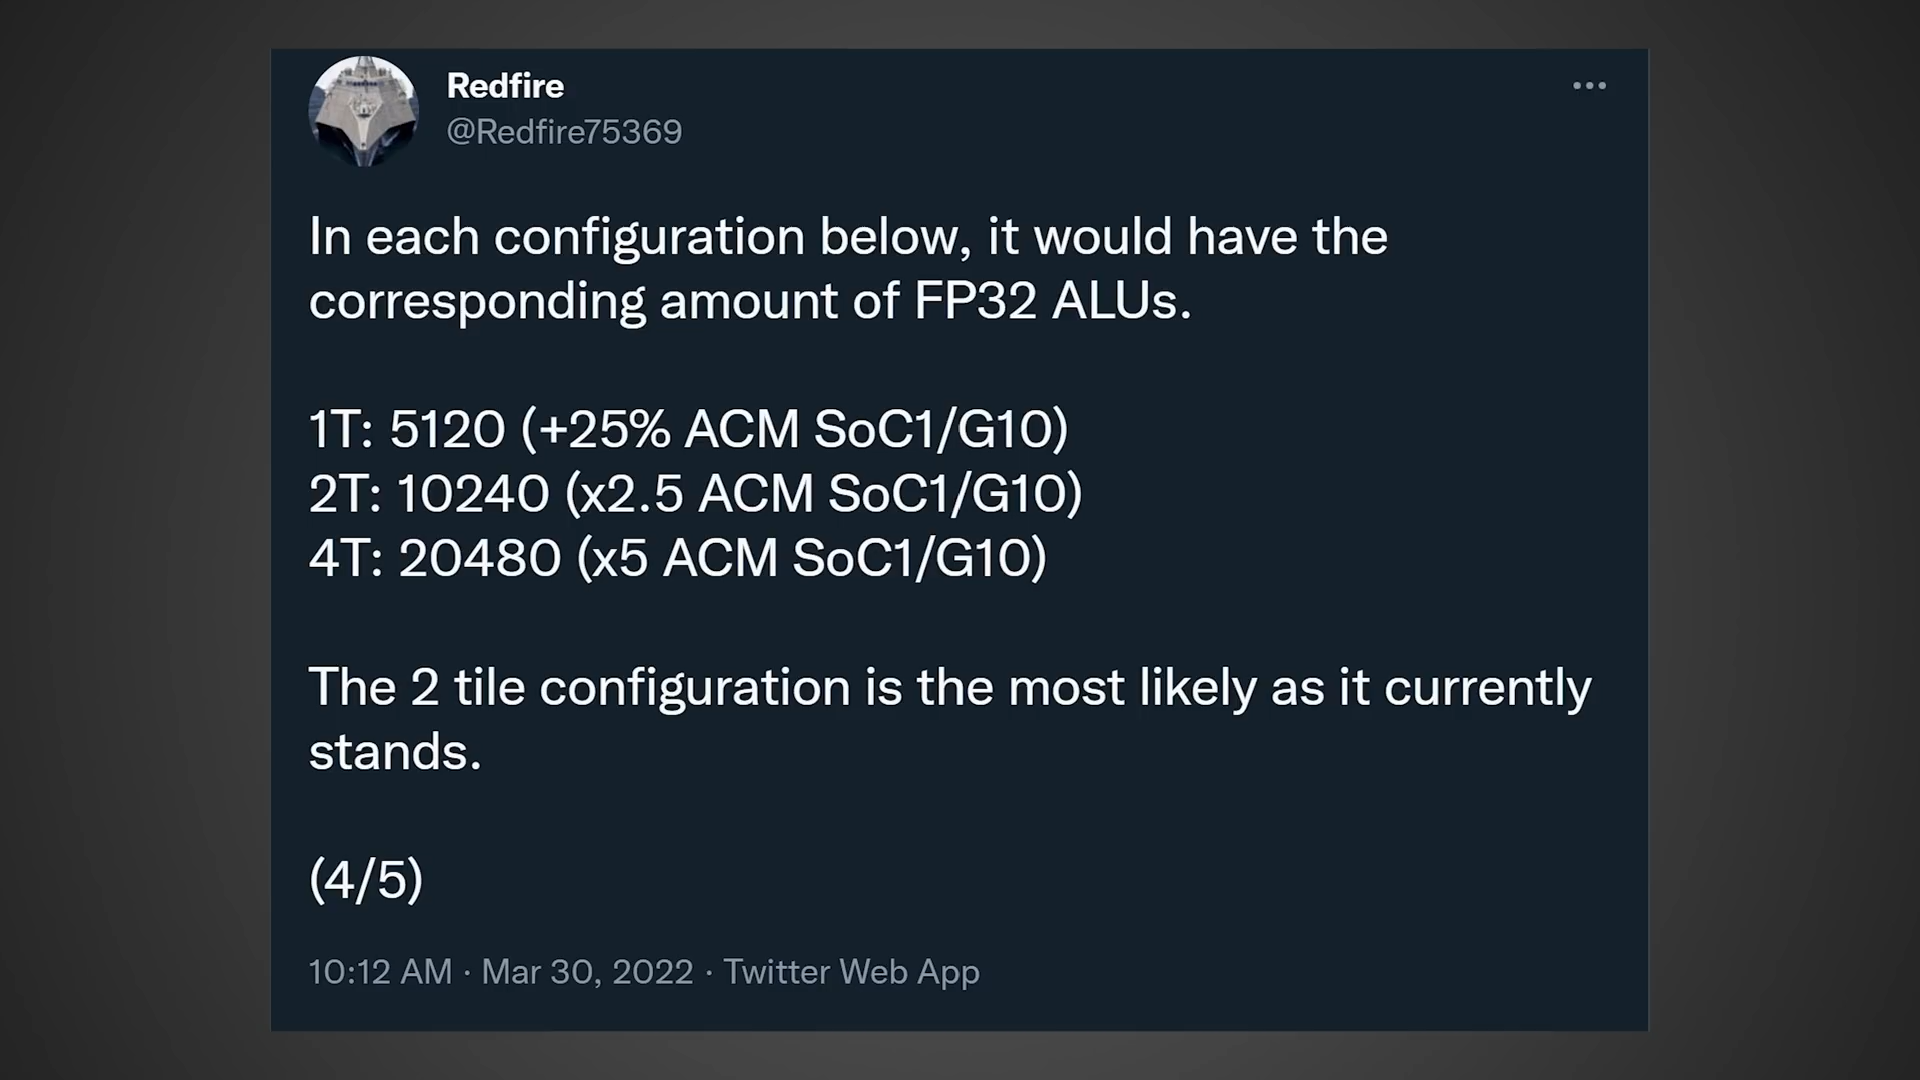 Redfire
@Redfire75369
In each configuration below, it would have the
corresponding amount of FP32 ALUs.
1T: 5120 (+25% ACM SoC1/G10)
2T: 10240 (x2.5 ACM SoC1/G10)
4T: 20480 (x5 ACM SoC1/G10)
The 2 tile configuration is the most likely as it currently
stands.
(4/5)
10:12 AM · Mar 30, 2022 · Twitter Web App